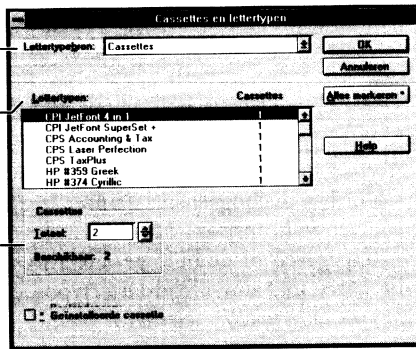 Cassettes en lettertypen
Lettertypelijnen: Cassettes
OK
Annuleren
Lettertypen: Cassettes
Alles markeren *
CPI JetFont 4 in 1 1
CPI JetFont SuperSet + 1
CPS Accounting & Tax 1
CPS Laser Perfection 1
CPS TaxPlus 1
HP #359 Greek 1
HP #374 Cyrillic 1
Help
Cassettes
Totaal: 2
Beschikbaar: 2
* Geïnstalleerde cassette